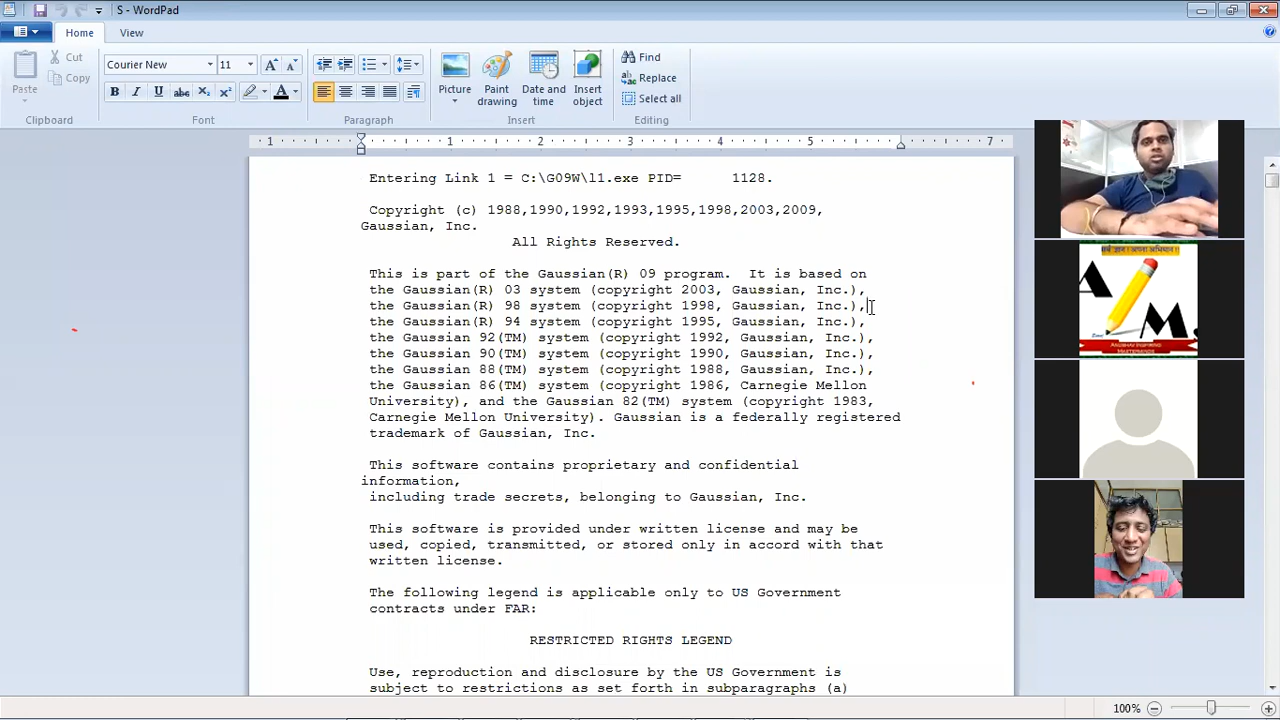 S - WordPad
Home
View
Cut
Copy
Paste
Clipboard
Courier New
11
Font
Paragraph
Picture
Paint drawing
Date and time
Insert object
Insert
Find
Replace
Select all
Editing
1 1 2 3 4 5 7
Entering Link 1 = C:\G09W\l1.exe PID= 1128.
Copyright (c) 1988,1990,1992,1993,1995,1998,2003,2009,
Gaussian, Inc.
All Rights Reserved.
This is part of the Gaussian(R) 09 program. It is based on
the Gaussian(R) 03 system (copyright 2003, Gaussian, Inc.),
the Gaussian(R) 98 system (copyright 1998, Gaussian, Inc.),
the Gaussian(R) 94 system (copyright 1995, Gaussian, Inc.),
the Gaussian 92(TM) system (copyright 1992, Gaussian, Inc.),
the Gaussian 90(TM) system (copyright 1990, Gaussian, Inc.),
the Gaussian 88(TM) system (copyright 1988, Gaussian, Inc.),
the Gaussian 86(TM) system (copyright 1986, Carnegie Mellon
University), and the Gaussian 82(TM) system (copyright 1983,
Carnegie Mellon University). Gaussian is a federally registered
trademark of Gaussian, Inc.
This software contains proprietary and confidential
information,
including trade secrets, belonging to Gaussian, Inc.
This software is provided under written license and may be
used, copied, transmitted, or stored only in accord with that
written license.
The following legend is applicable only to US Government
contracts under FAR:
RESTRICTED RIGHTS LEGEND
Use, reproduction and disclosure by the US Government is
subject to restrictions as set forth in subparagraphs (a)
A
M.
100%